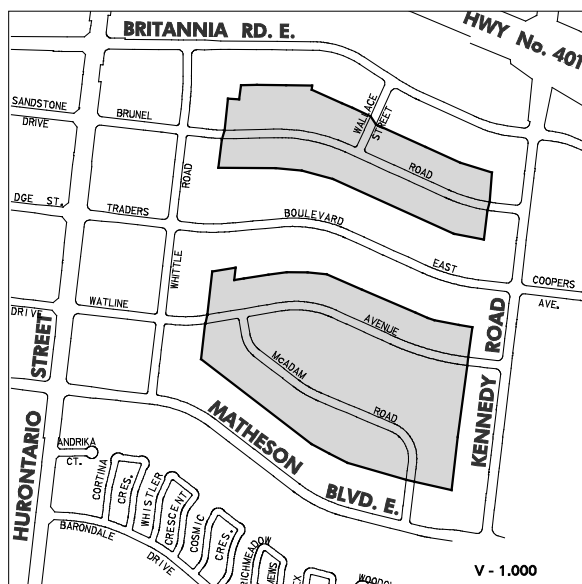 BRITANNIA RD. E.
HWY No. 401
SANDSTONE
DRIVE
BRUNEL
WALLACE
STREET
ROAD
ROAD
DGE ST.
TRADERS
BOULEVARD
EAST
WHITTLE
COOPERS
AVE.
WATLINE
DRIVE
AVENUE
ROAD
STREET
McADAM
ROAD
KENNEDY
MATHESON
BLVD. E.
HURONTARIO
ANDRIKA
CT.
CORTINA
CRES.
WHISTLER
CRESCENT
COSMIC
CRES.
BARONDALE
DRIVE
RICHMEADOW
MEWS
V - 1.000